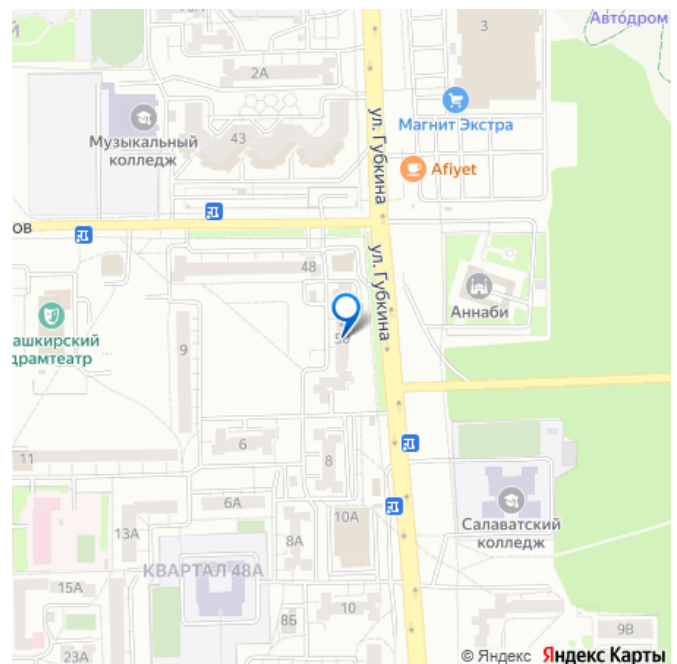 Автодром
10А
3
2А
Магнит Экстра
Музыкальный
колледж
43
ул. Губкина
Afiyet
ов
ул. Губкина
48
Аннаби
ашкирский
драмтеатр
9
6
11
8
6А
10А
13А
8А
Салаватский
колледж
КВАРТАЛ 48А
15А
8Б
10
9В
23А
© Яндекс Яндекс Карты